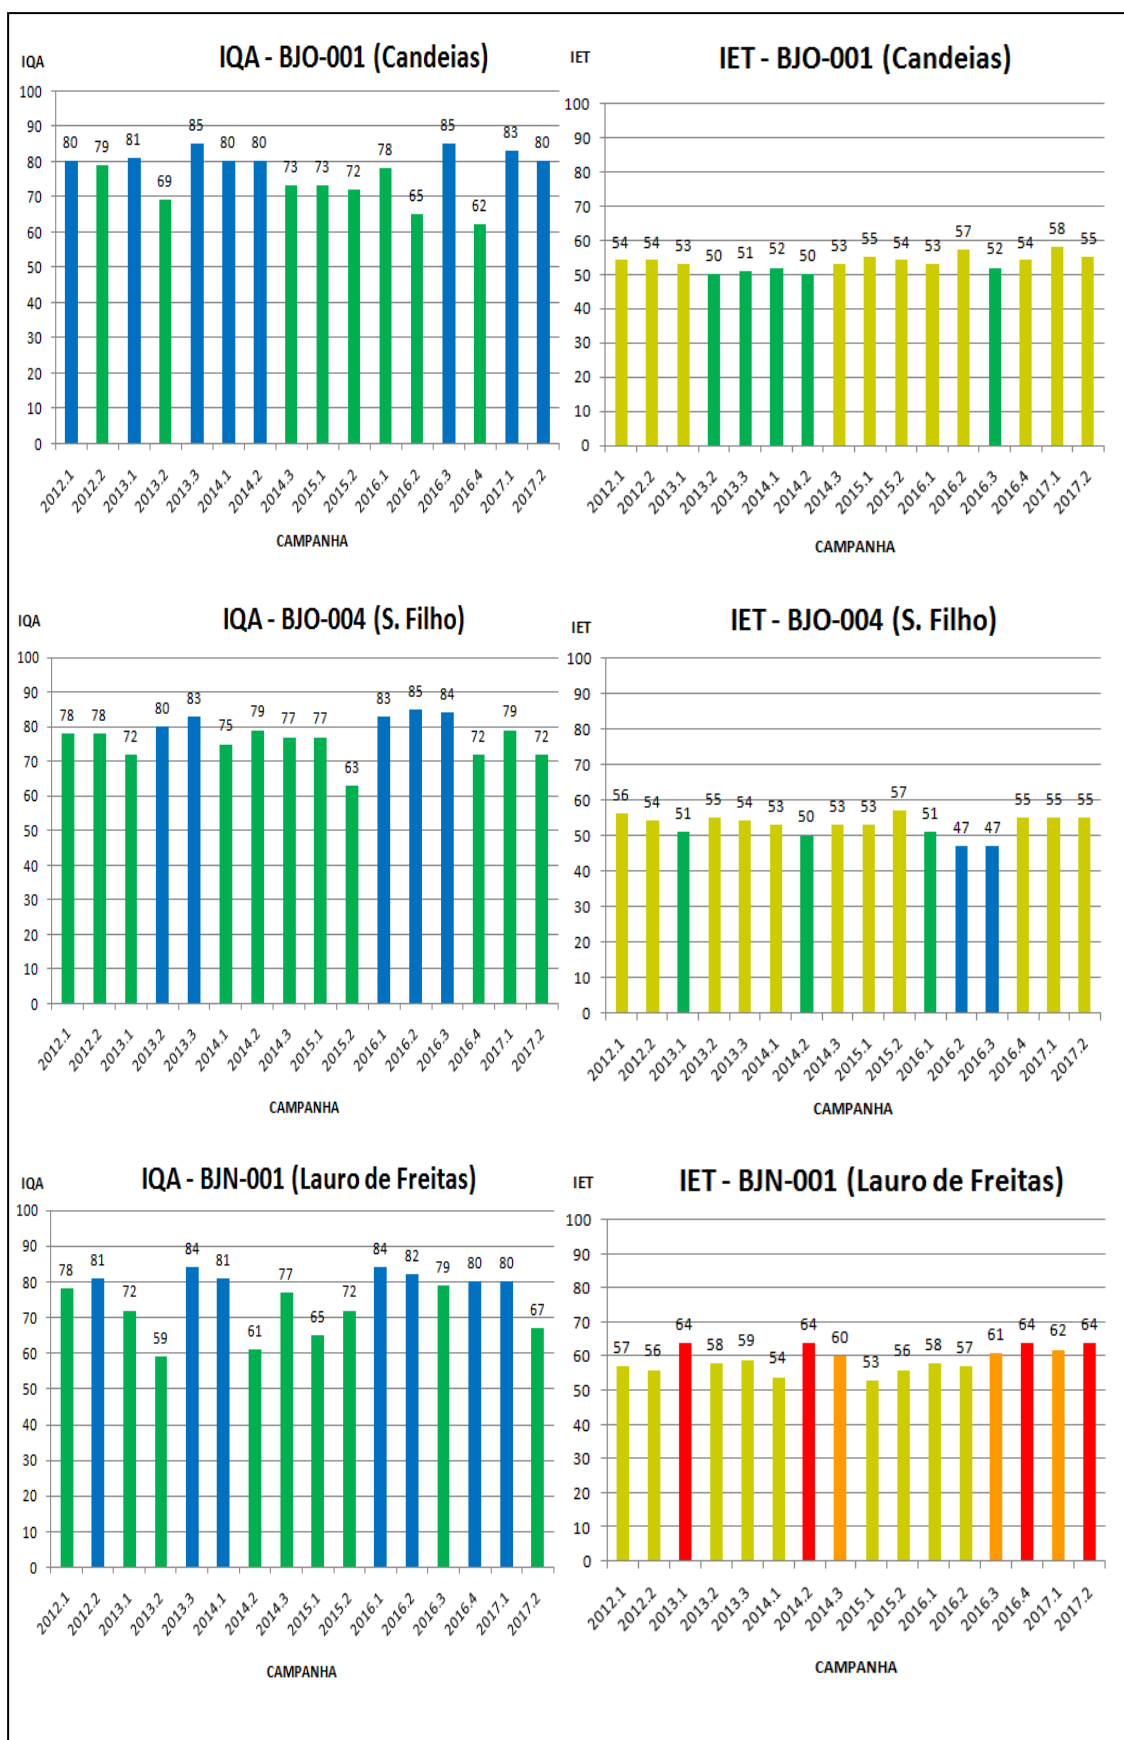 IQA - BJO-001 (Candeias)
IQA
100
90
80
70
60
50
40
30
20
10
0
80 79 81 69 85 80 80 73 73 72 78 65 85 62 83 80
2012.1 2012.2 2013.1 2013.2 2013.3 2014.1 2014.2 2014.3 2015.1 2015.2 2016.1 2016.2 2016.3 2016.4 2017.1 2017.2
CAMPANHA
IET - BJO-001 (Candeias)
IET
100
90
80
70
60
50
40
30
20
10
0
54 54 53 50 51 52 50 53 55 54 53 57 52 54 58 55
2012.1 2012.2 2013.1 2013.2 2013.3 2014.1 2014.2 2014.3 2015.1 2015.2 2016.1 2016.2 2016.3 2016.4 2017.1 2017.2
CAMPANHA
IQA - BJO-004 (S. Filho)
IQA
100
90
80
70
60
50
40
30
20
10
0
78 78 72 80 83 75 79 77 77 63 83 85 84 72 79 72
2012.1 2012.2 2013.1 2013.2 2013.3 2014.1 2014.2 2014.3 2015.1 2015.2 2016.1 2016.2 2016.3 2016.4 2017.1 2017.2
CAMPANHA
IET - BJO-004 (S. Filho)
IET
100
90
80
70
60
50
40
30
20
10
0
56 54 51 55 54 53 50 53 53 57 51 47 47 55 55 55
2012.1 2012.2 2013.1 2013.2 2013.3 2014.1 2014.2 2014.3 2015.1 2015.2 2016.1 2016.2 2016.3 2016.4 2017.1 2017.2
CAMPANHA
IQA - BJN-001 (Lauro de Freitas)
IQA
100
90
80
70
60
50
40
30
20
10
0
78 81 72 59 84 81 61 77 65 72 84 82 79 80 80 67
2012.1 2012.2 2013.1 2013.2 2013.3 2014.1 2014.2 2014.3 2015.1 2015.2 2016.1 2016.2 2016.3 2016.4 2017.1 2017.2
CAMPANHA
IET - BJN-001 (Lauro de Freitas)
IET
100
90
80
70
60
50
40
30
20
10
0
57 56 64 58 59 54 64 60 53 56 58 57 61 64 62 64
2012.1 2012.2 2013.1 2013.2 2013.3 2014.1 2014.2 2014.3 2015.1 2015.2 2016.1 2016.2 2016.3 2016.4 2017.1 2017.2
CAMPANHA